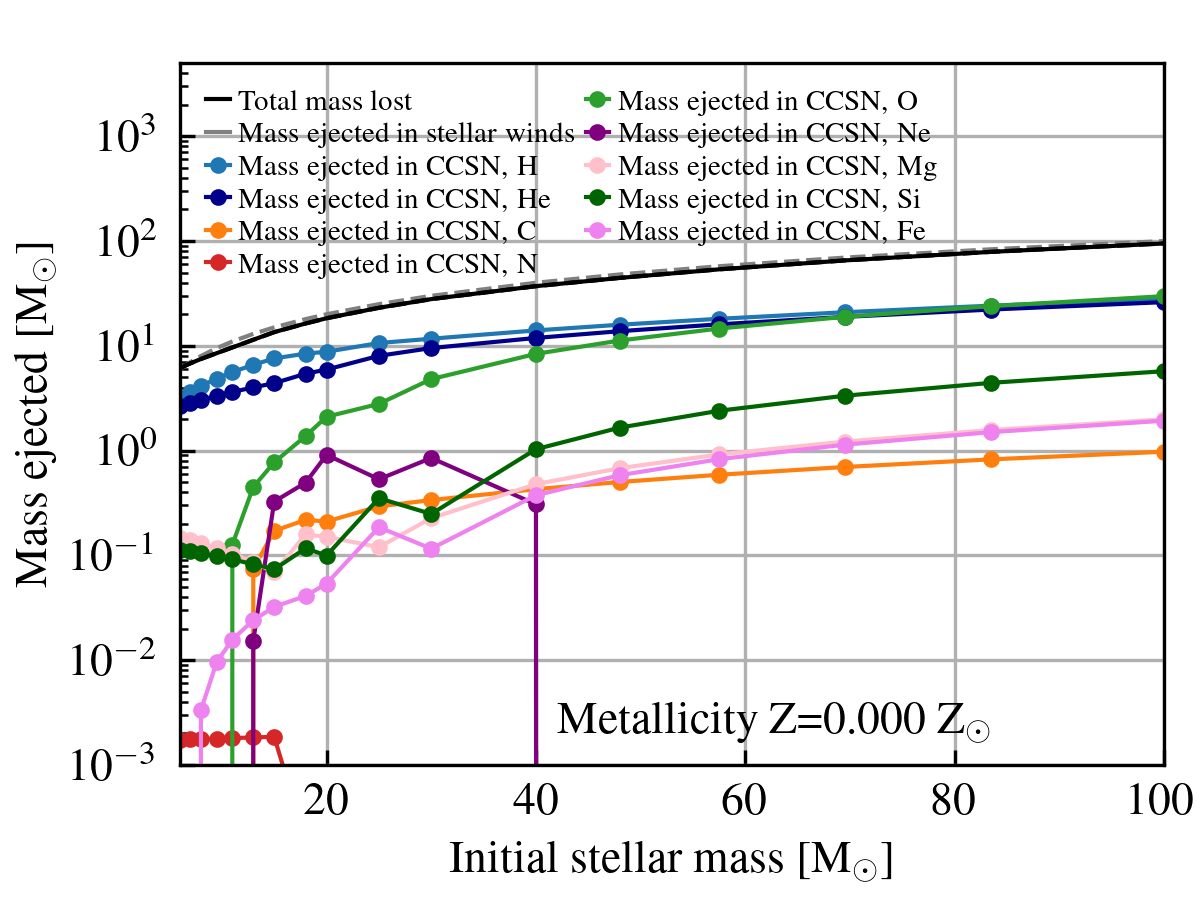 Total mass lost
Mass ejected in stellar winds
Mass ejected in CCSN, H
Mass ejected in CCSN, He
Mass ejected in CCSN, C
Mass ejected in CCSN, N
Mass ejected in CCSN, O
Mass ejected in CCSN, Ne
Mass ejected in CCSN, Mg
Mass ejected in CCSN, Si
Mass ejected in CCSN, Fe
10³
10²
10¹
10⁰
10⁻¹
10⁻²
10⁻³
Mass ejected [M☉]
Metallicity Z=0.000 Z☉
20 40 60 80 100
Initial stellar mass [M☉]